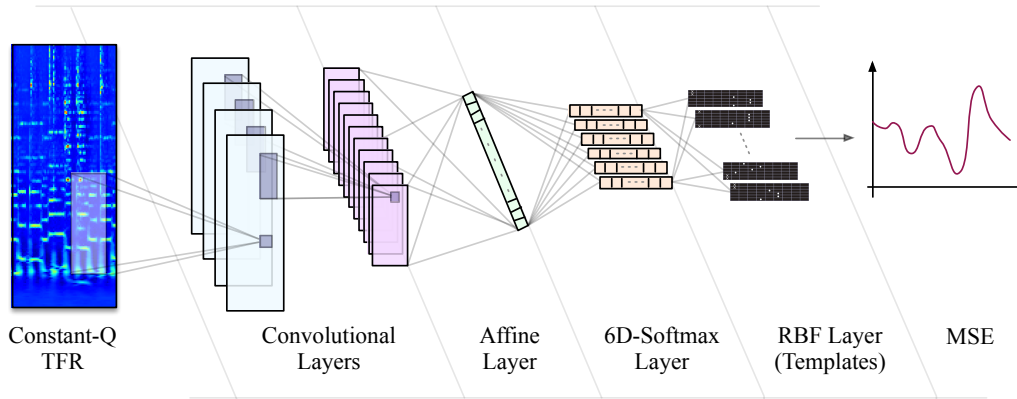 Constant-Q
TFR
Convolutional
Layers
Affine
Layer
6D-Softmax
Layer
RBF Layer
(Templates)
MSE